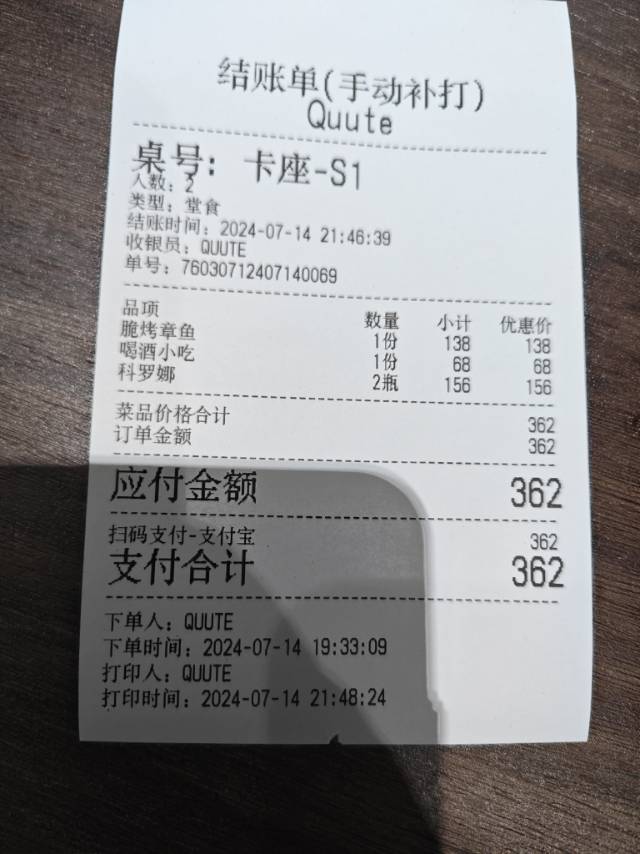 结账单(手动补打)
Quute
桌号: 卡座-S1
人数: 2
类型: 堂食
结账时间: 2024-07-14 21:46:39
收银员: QUUTE
单号: 76030712407140069
品项 数量 小计 优惠价
脆烤章鱼 1份 138 138
喝酒小吃 1份 68 68
科罗娜 2瓶 156 156
菜品价格合计 362
订单金额 362
应付金额 362
扫码支付-支付宝 362
支付合计 362
下单人: QUUTE
下单时间: 2024-07-14 19:33:09
打印人: QUUTE
打印时间: 2024-07-14 21:48:24